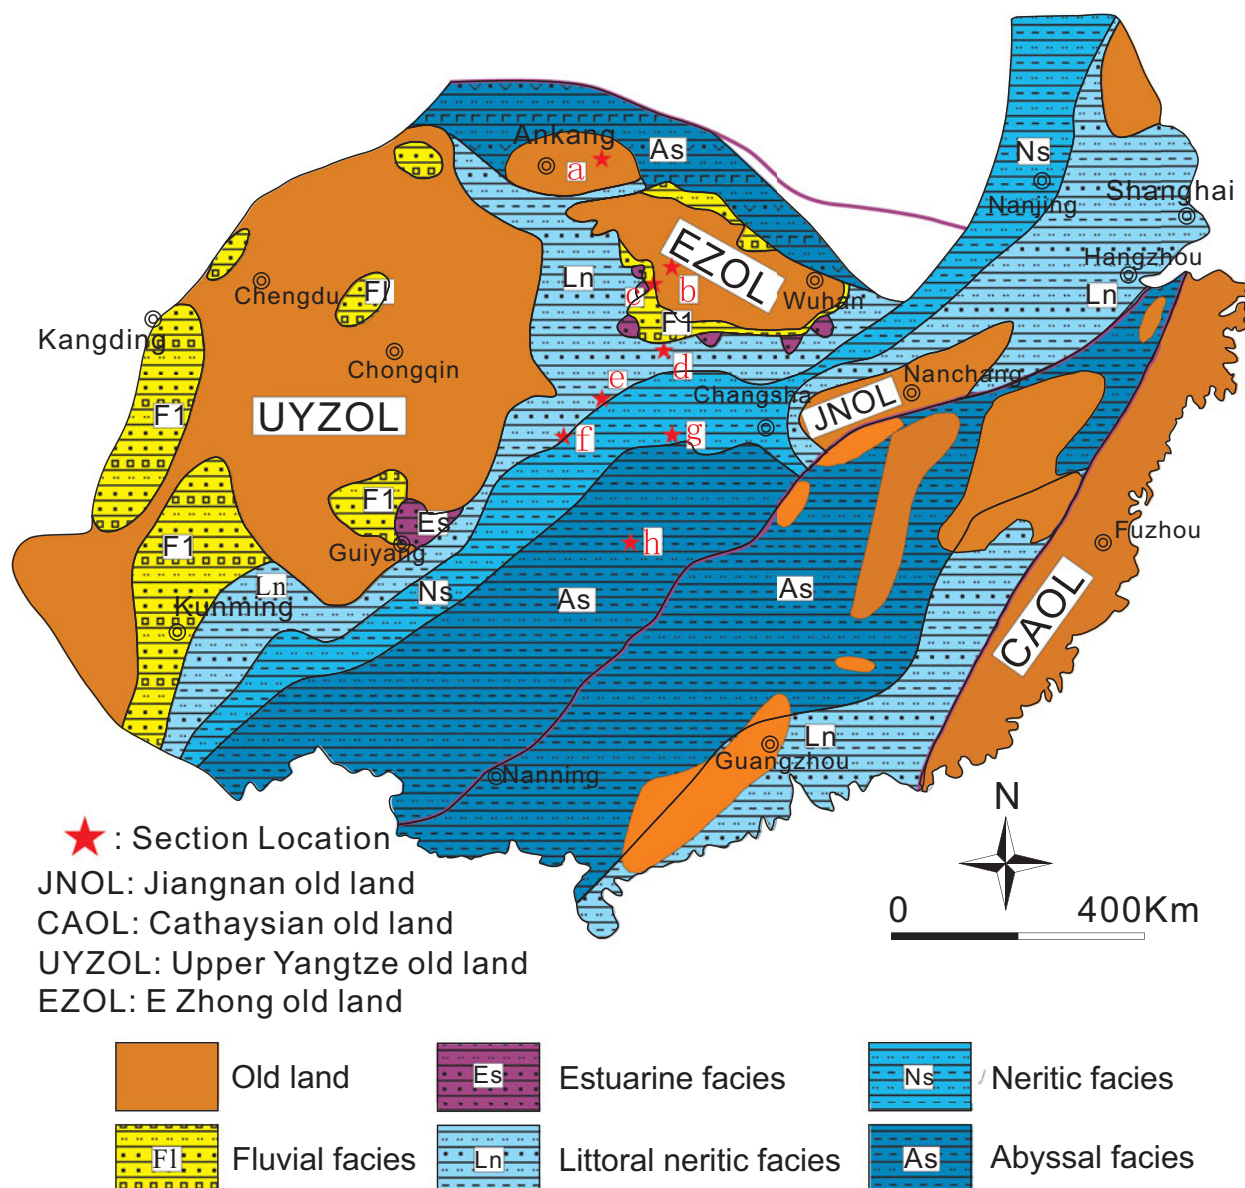 Ankang
a
As
Ns
Nanjing
Shanghai
EZOL
Hangzhou
Ln
b
c
Wuhan
Ln
Chengdu
F1
F1
Kangding
Chongqin
d
e
Changsha
Nanchang
JNOL
F1
UYZOL
f
g
F1
Es
F1
Guiyang
h
Fuzhou
Ln
Ns
As
As
Kunming
CAOL
Ln
Guangzhou
Nanning
N
★: Section Location
JNOL: Jiangnan old land
0 400Km
CAOL: Cathaysian old land
UYZOL: Upper Yangtze old land
EZOL: E Zhong old land
Old land
Es Estuarine facies
Ns Neritic facies
F1 Fluvial facies
Ln Littoral neritic facies
As Abyssal facies